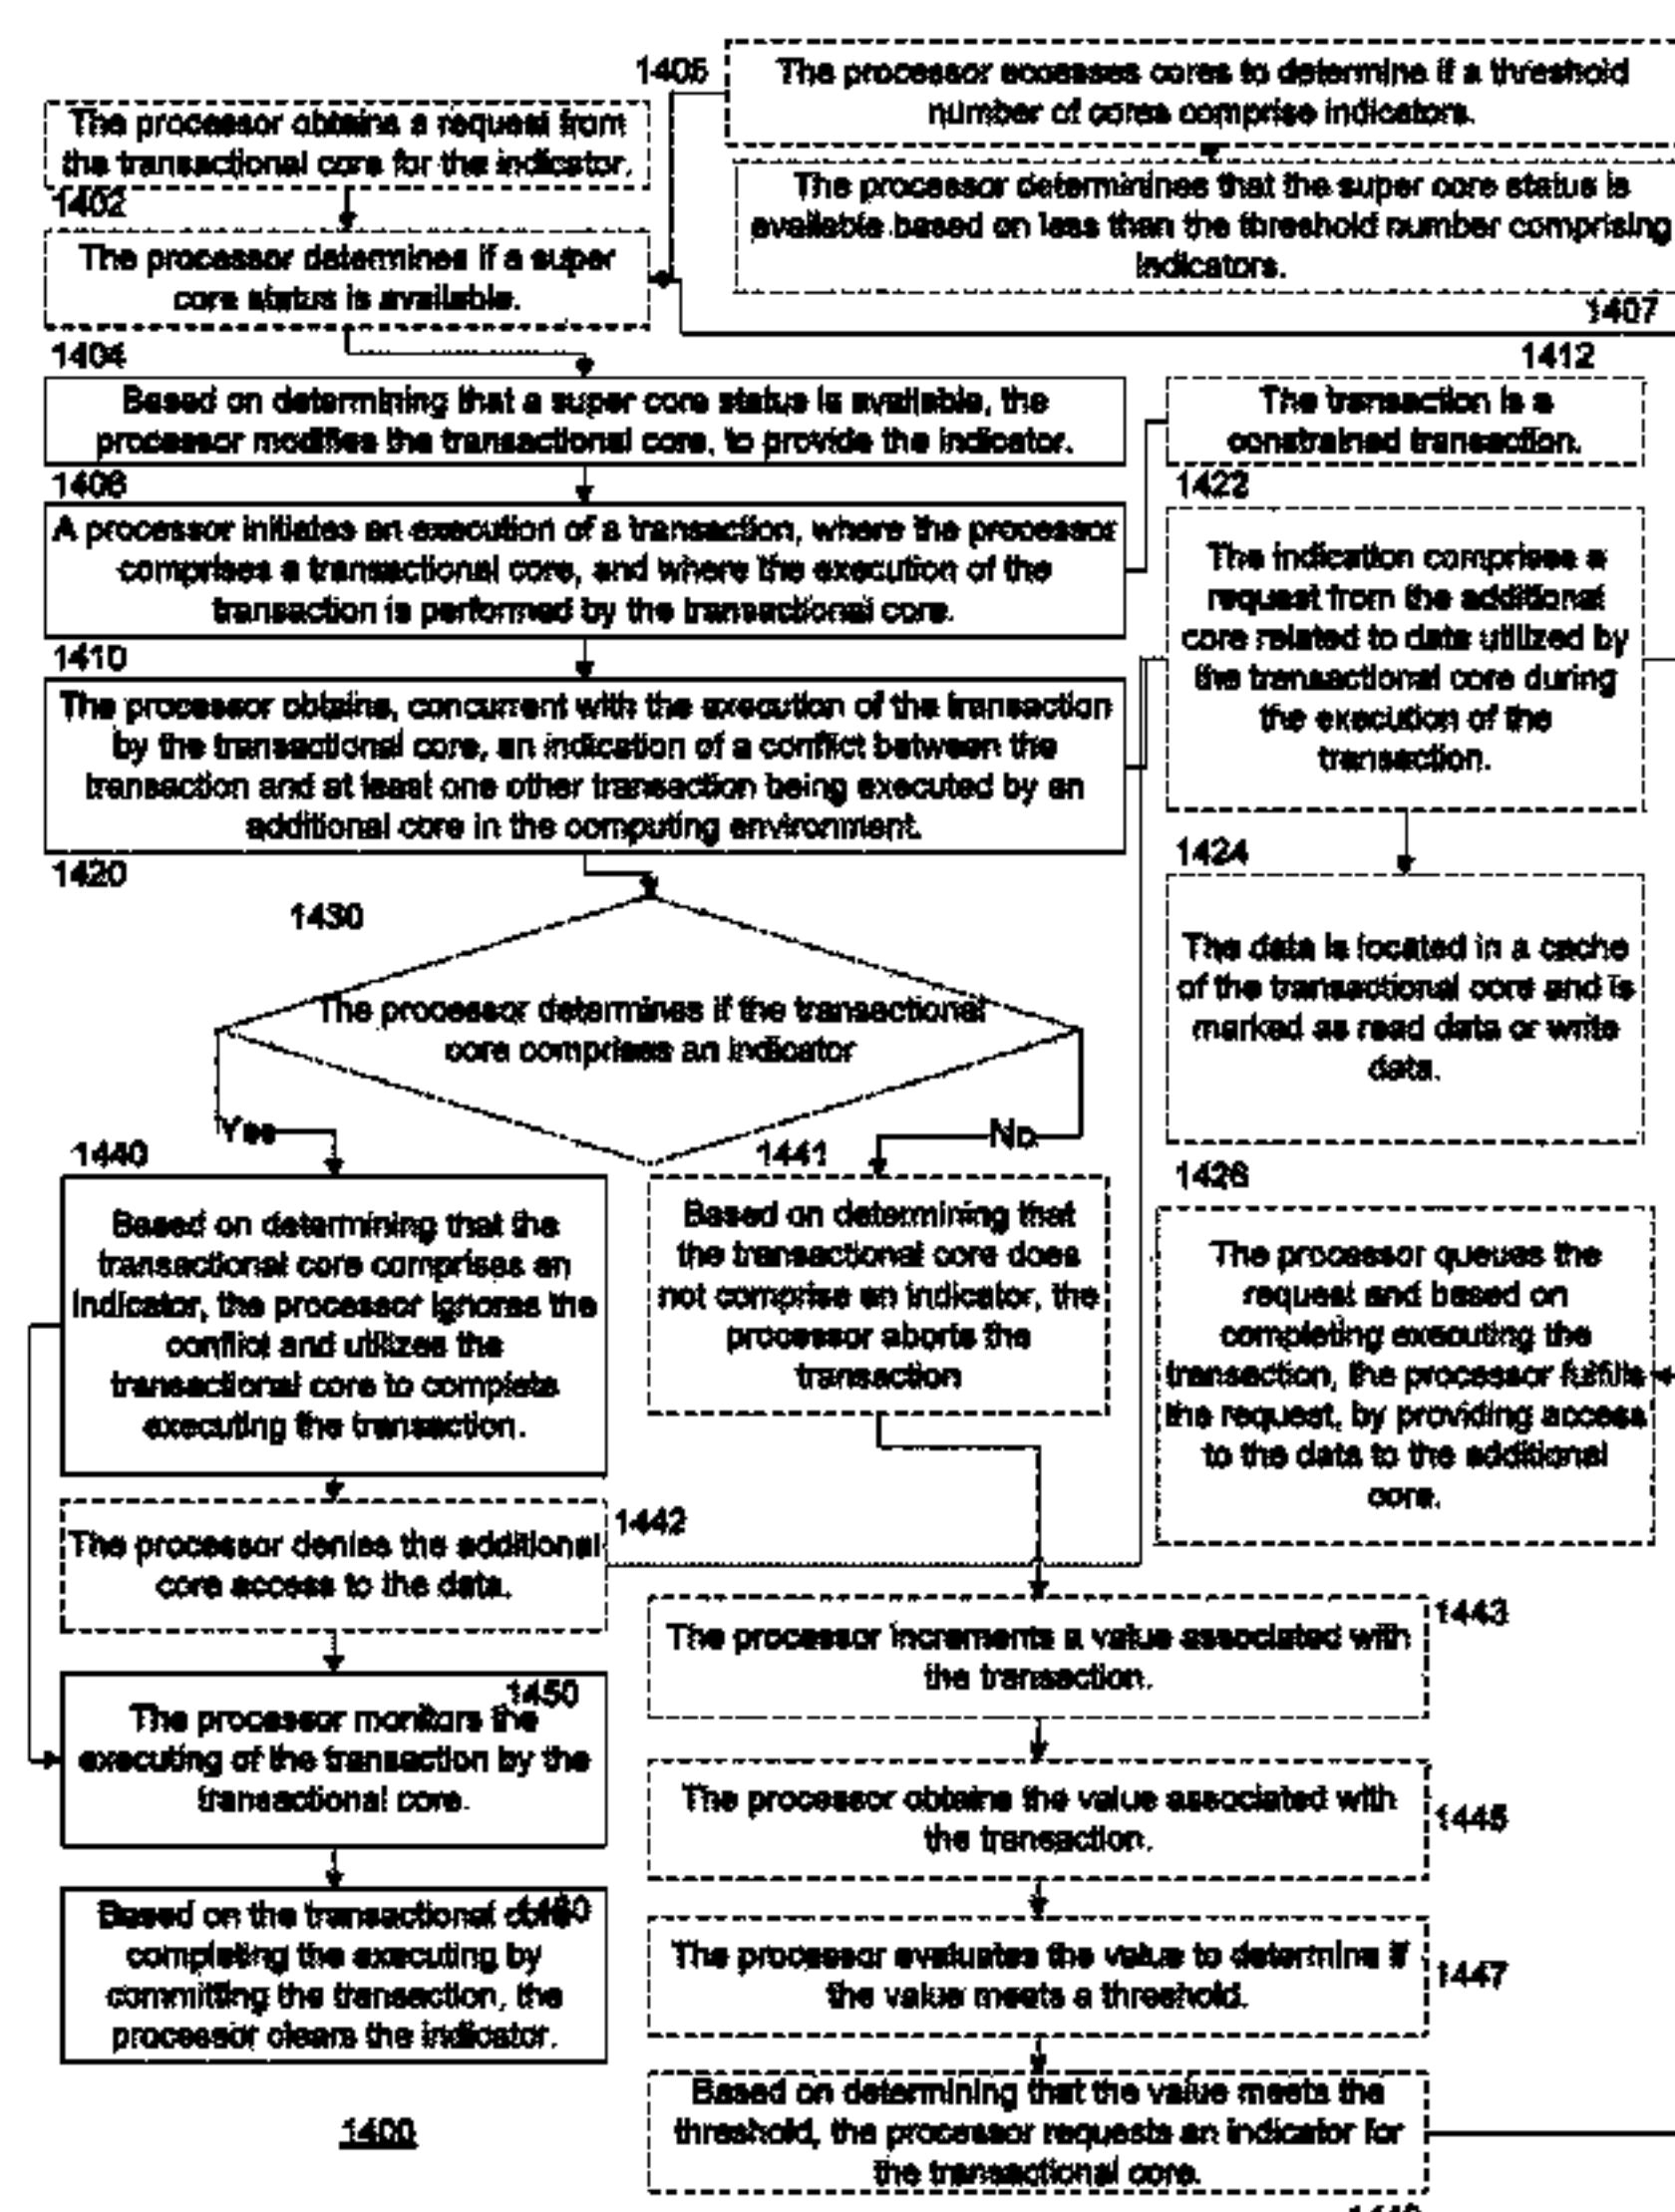 1405
The processor accesses cores to determine if a threshold
number of cores comprise indicators.
The processor obtains a request from
the transactional core for the indicator.
1402
The processor determinines that the super core status is
available based on less than the threshold number comprising
indicators.
1407
The processor determines if a super
core status is available.
1404
Based on determining that a super core status is available, the
processor modifies the transactional core, to provide the indicator.
1406
1412
The transaction is a
constrained transaction.
A processor initiates an execution of a transaction, where the processor
comprises a transactional core, and where the execution of the
transaction is performed by the transactional core.
1410
1422
The indication comprises a
request from the additional
core related to data utilized by
the transactional core during
the execution of the
transaction.
The processor obtains, concurrent with the execution of the transaction
by the transactional core, an indication of a conflict between the
transaction and at least one other transaction being executed by an
additional core in the computing environment.
1420
1424
The data is located in a cache
of the transactional core and is
marked as read data or write
data.
1430
The processor determines if the transactional
core comprises an indicator
Yes
No
1440
Based on determining that the
transactional core comprises an
indicator, the processor ignores the
conflict and utilizes the
transactional core to complete
executing the transaction.
1441
Based on determining that
the transactional core does
not comprise an indicator, the
processor aborts the
transaction
1426
The processor queues the
request and based on
completing executing the
transaction, the processor fulfills
the request, by providing access
to the data to the additional
core.
The processor denies the additional
core access to the data.
1442
1443
The processor increments a value associated with
the transaction.
1450
The processor monitors the
executing of the transaction by the
transactional core.
The processor obtains the value associated with
the transaction.
1445
1460
Based on the transactional core
completing the executing by
committing the transaction, the
processor clears the indicator.
The processor evaluates the value to determine if
the value meets a threshold.
1447
Based on determining that the value meets the
threshold, the processor requests an indicator for
the transactional core.
1400